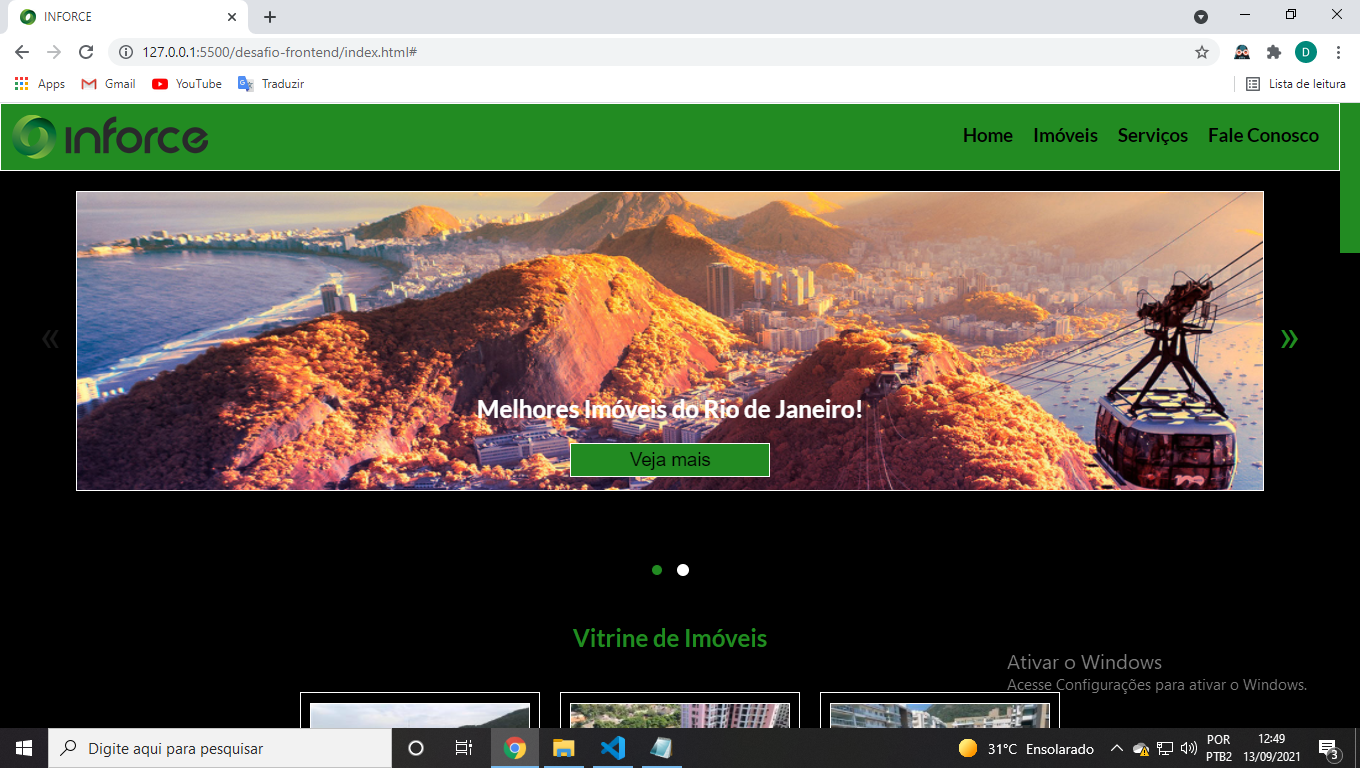 INFORCE
127.0.0.1:5500/desafio-frontend/index.html#
D
Apps Gmail YouTube Traduzir Lista de leitura
inforce Home Imóveis Serviços Fale Conosco
Melhores Imóveis do Rio de Janeiro!
Veja mais
Vitrine de Imóveis
Ativar o Windows
Acesse Configurações para ativar o Windows.
Digite aqui para pesquisar
31°C Ensolarado
POR
PTB2
12:49
13/09/2021
3